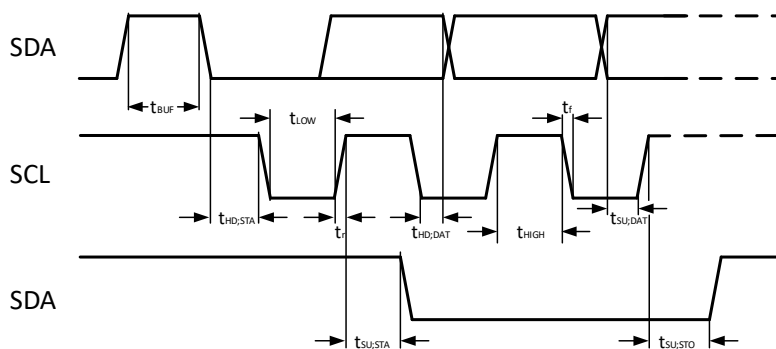 SDA
tBUF
tLOW
tf
SCL
tHD;STA
tr
tHD;DAT
tHIGH
tSU;DAT
SDA
tSU;STA
tSU;STO